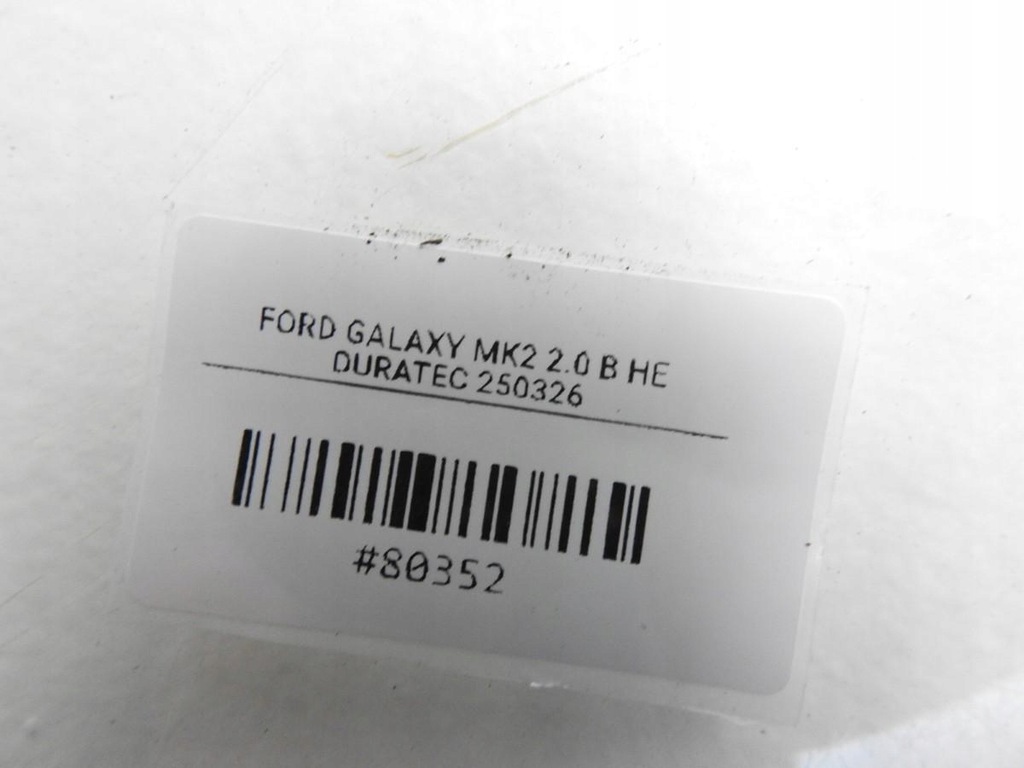 FORD GALAXY MK2 2.0 B HE
DURATEC 250326
#80352